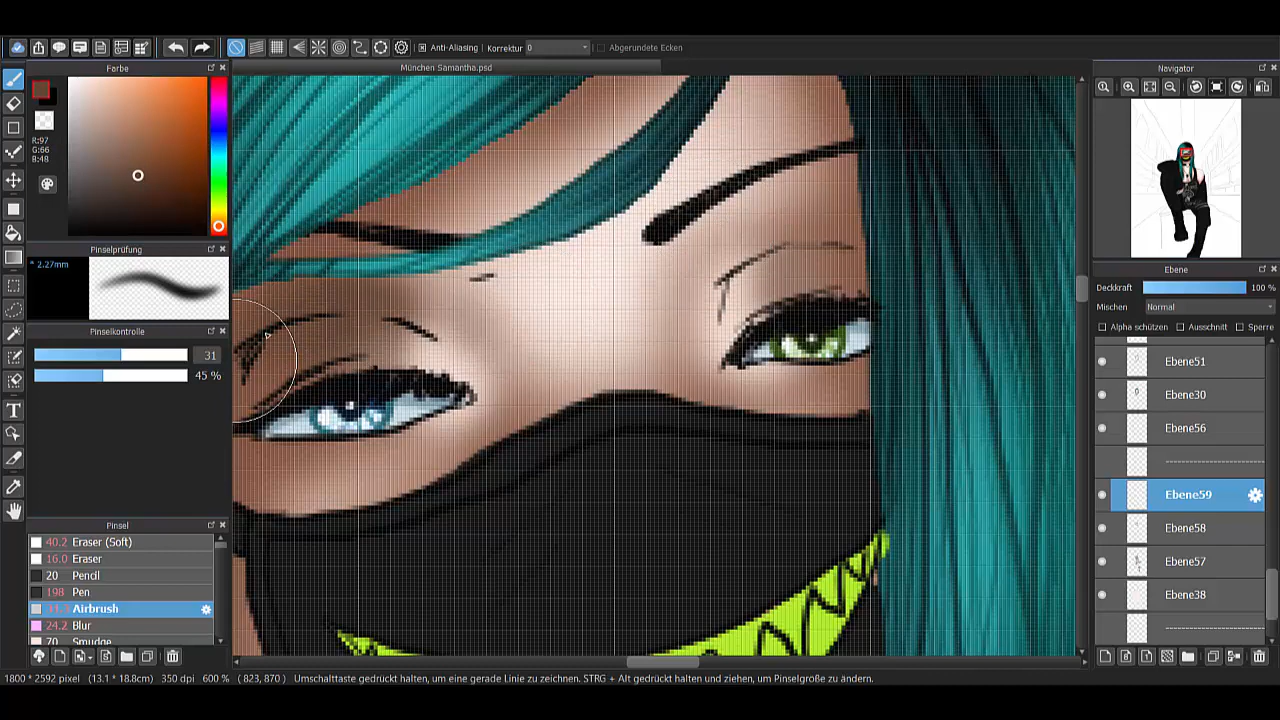 Anti-Aliasing Korrektur 0 Abgerundete Ecken
Farbe
München Samantha.psd
Navigator
R:97
G:66
B:48
Pinselprüfung
* 2.27mm
Ebene
Deckkraft 100 %
Mischen Normal
Alpha schützen Ausschnitt Sperre
Pinselkontrolle
31
45 %
Ebene51
Ebene30
Ebene56
Ebene59
Ebene58
Ebene57
Ebene38
Pinsel
40.2 Eraser (Soft)
16.0 Eraser
20 Pencil
198 Pen
Airbrush
24.2 Blur
70 Smudge
1800 * 2592 pixel (13.1 * 18.8cm) 350 dpi 600 % ( 823, 870 ) Umschalttaste gedrückt halten, um eine gerade Linie zu zeichnen. STRG + Alt gedrückt halten und ziehen, um Pinselgröße zu ändern.